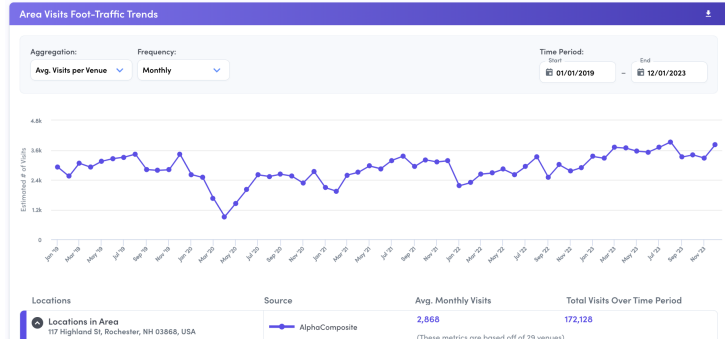 Area Visits Foot-Traffic Trends
Aggregation:
Frequency:
Time Period:
Avg. Visits per Venue
Monthly
Start
01/01/2019
–
End
12/01/2023
Estimated # of Visits
4.8k
3.6k
2.4k
1.2k
0
Jan '19
Mar '19
May '19
Jul '19
Sep '19
Nov '19
Jan '20
Mar '20
May '20
Jul '20
Sep '20
Nov '20
Jan '21
Mar '21
May '21
Jul '21
Sep '21
Nov '21
Jan '22
Mar '22
May '22
Jul '22
Sep '22
Nov '22
Jan '23
Mar '23
May '23
Jul '23
Sep '23
Nov '23
Locations
Source
Avg. Monthly Visits
Total Visits Over Time Period
Locations in Area
117 Highland St, Rochester, NH 03868, USA
AlphaComposite
2,868
172,128
(These metrics are based off of 29 venues)